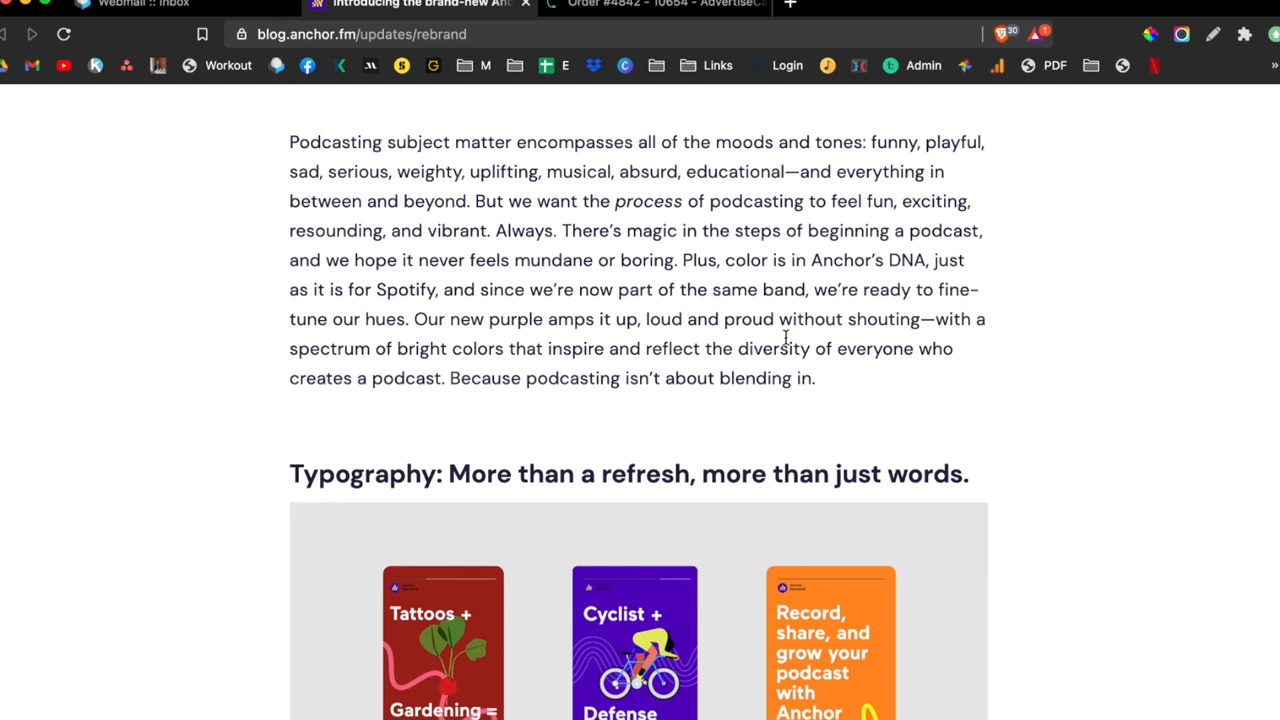 Webmail :: Inbox
Introducing the brand-new Anc
Order #4842 - 10654 - AdvertiseCa
blog.anchor.fm/updates/rebrand
30
1
Workout
M
E
Links
Login
Admin
PDF
Podcasting subject matter encompasses all of the moods and tones: funny, playful,
sad, serious, weighty, uplifting, musical, absurd, educational—and everything in
between and beyond. But we want the process of podcasting to feel fun, exciting,
resounding, and vibrant. Always. There's magic in the steps of beginning a podcast,
and we hope it never feels mundane or boring. Plus, color is in Anchor's DNA, just
as it is for Spotify, and since we're now part of the same band, we're ready to fine-
tune our hues. Our new purple amps it up, loud and proud without shouting—with a
spectrum of bright colors that inspire and reflect the diversity of everyone who
creates a podcast. Because podcasting isn't about blending in.
Typography: More than a refresh, more than just words.
Tattoos +
Gardening =
Cyclist +
Defense
Record,
share, and
grow your
podcast
with
Anchor